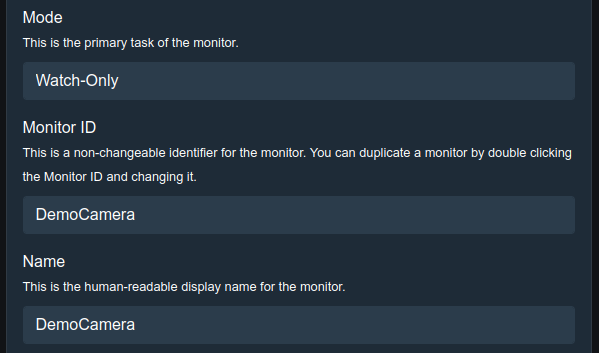 Mode
This is the primary task of the monitor.
Watch-Only
Monitor ID
This is a non-changeable identifier for the monitor. You can duplicate a monitor by double clicking
the Monitor ID and changing it.
DemoCamera
Name
This is the human-readable display name for the monitor.
DemoCamera